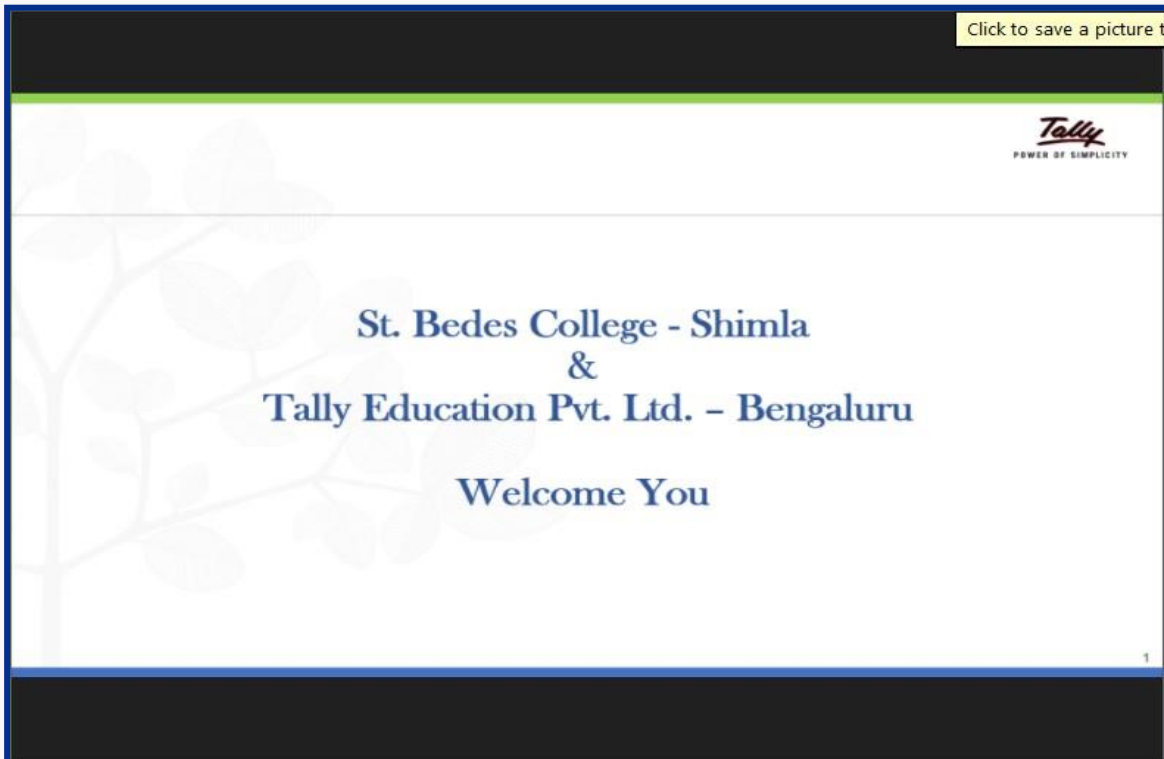 Click to save a picture t
Tally
POWER OF SIMPLICITY
St. Bedes College - Shimla
&
Tally Education Pvt. Ltd. – Bengaluru
Welcome You
1